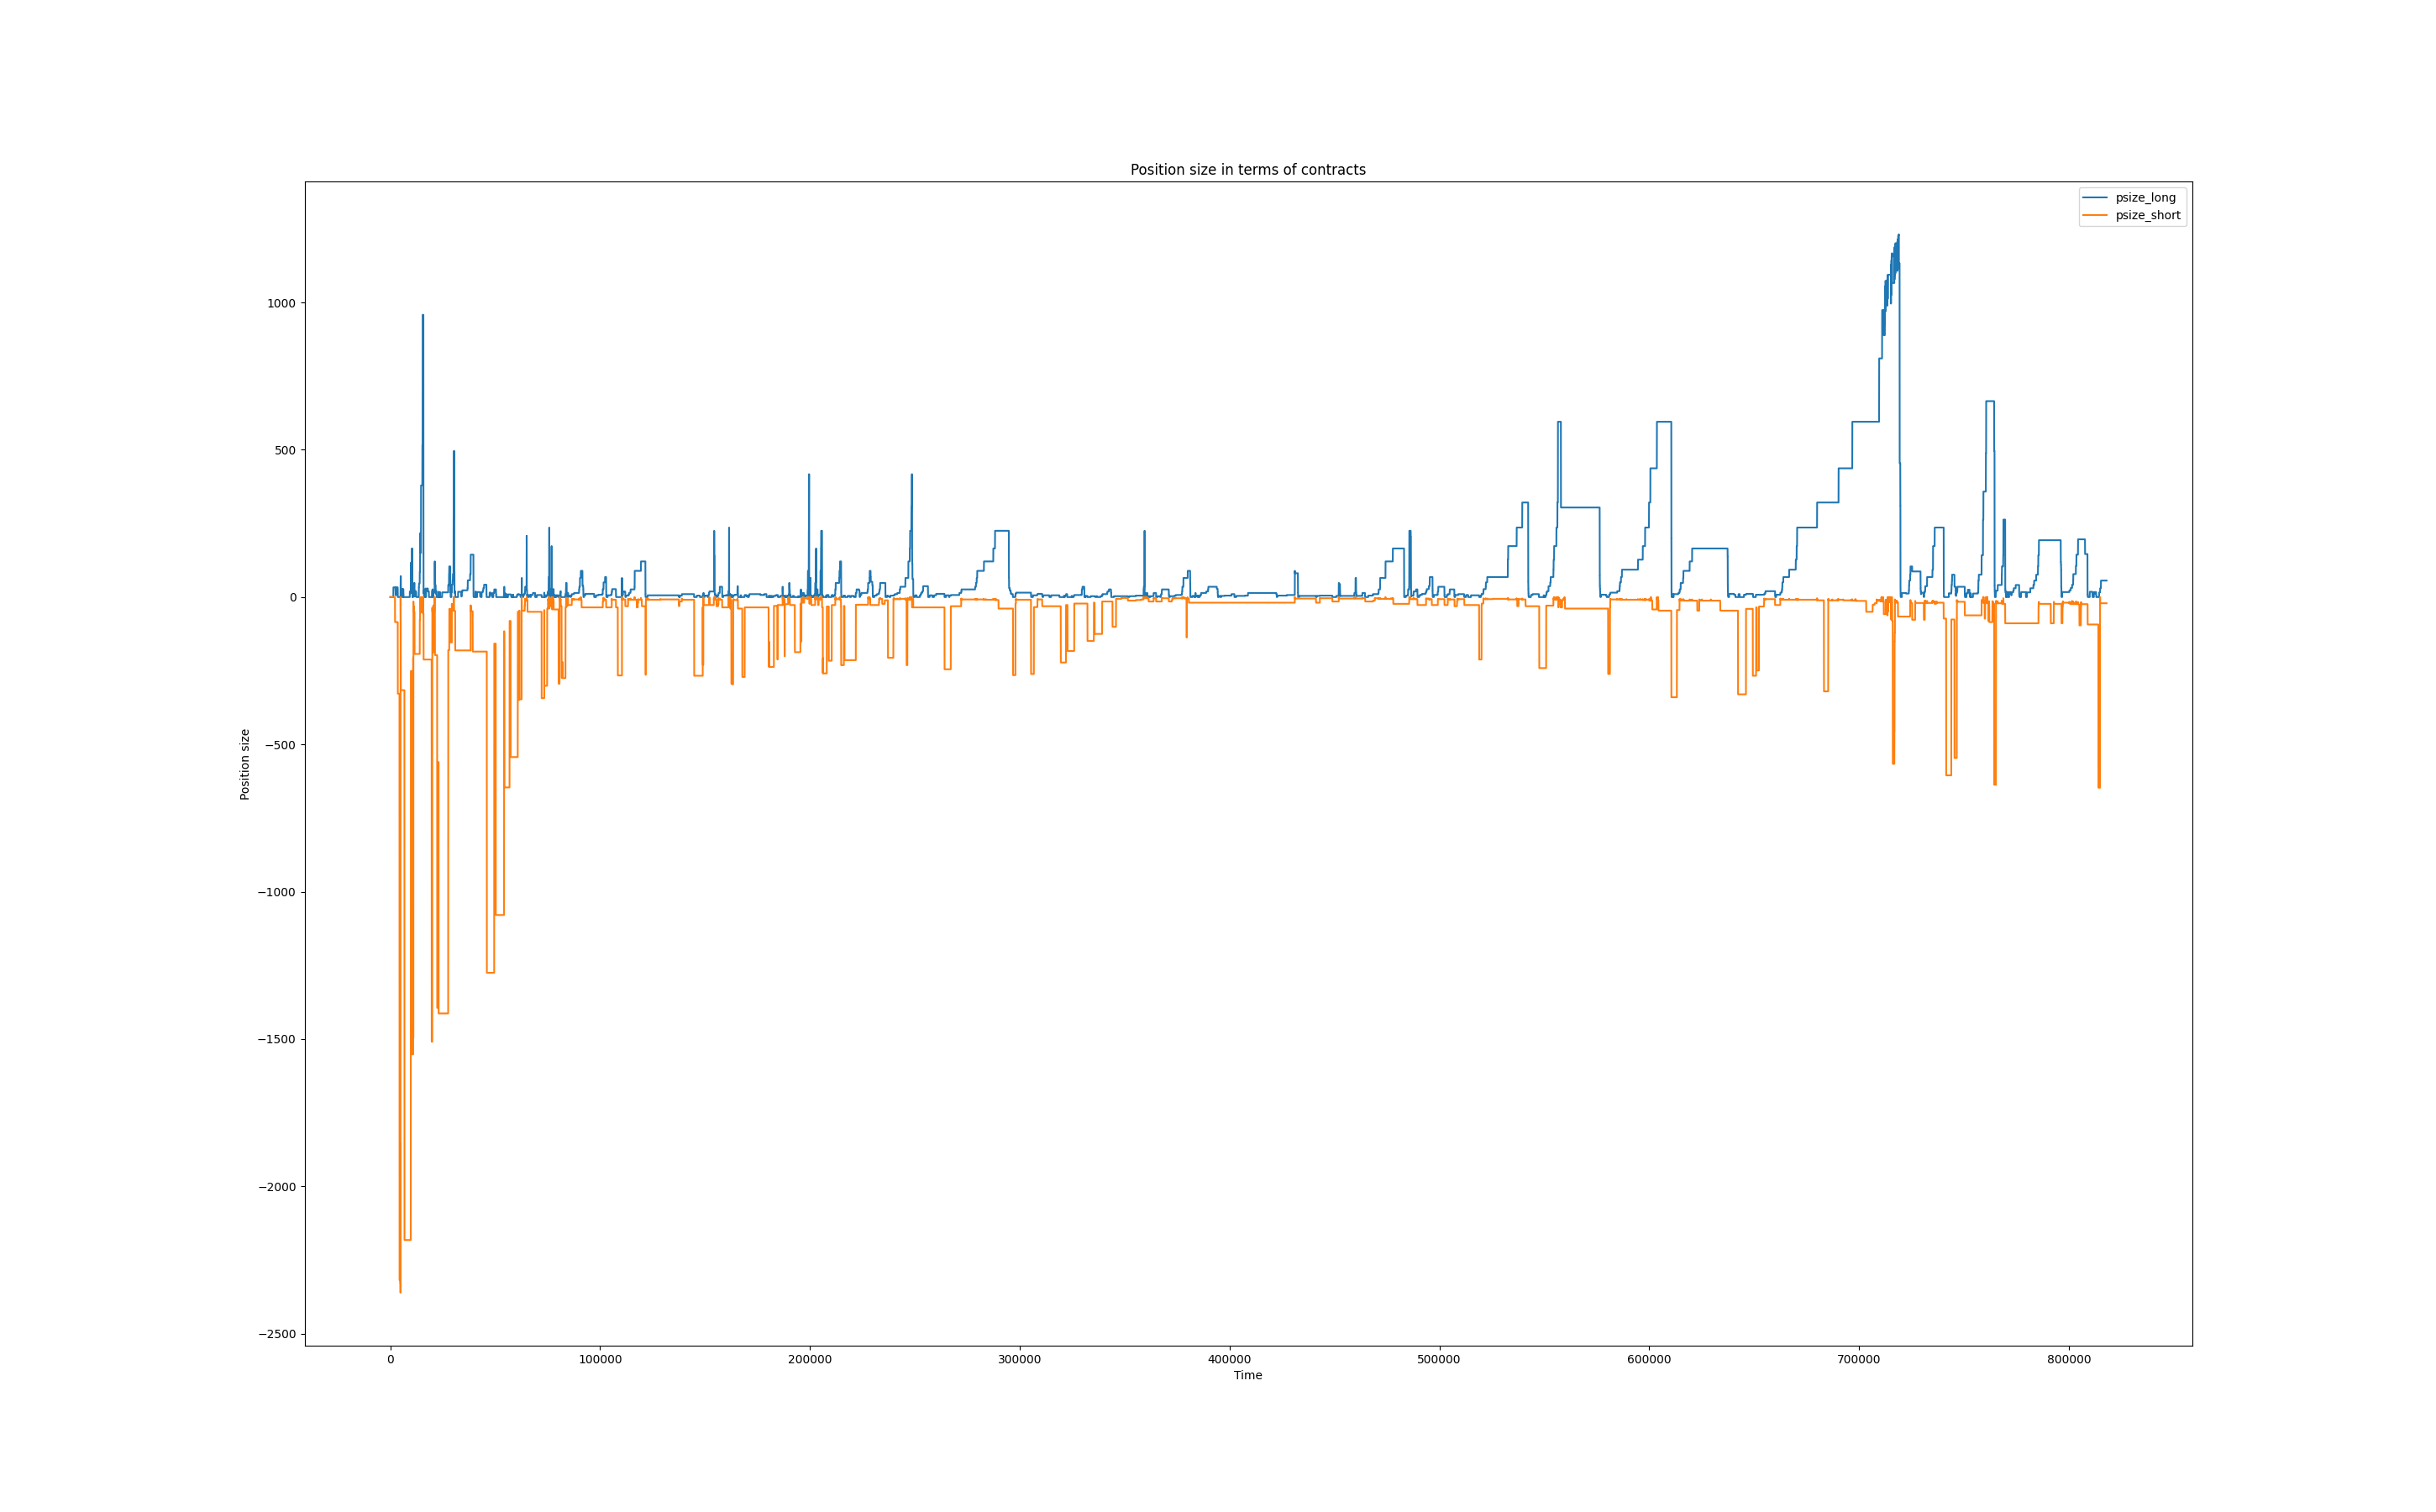 Position size in terms of contracts
psize_long
psize_short
1000
500
0
−500
−1000
−1500
−2000
−2500
Position size
0 100000 200000 300000 400000 500000 600000 700000 800000
Time